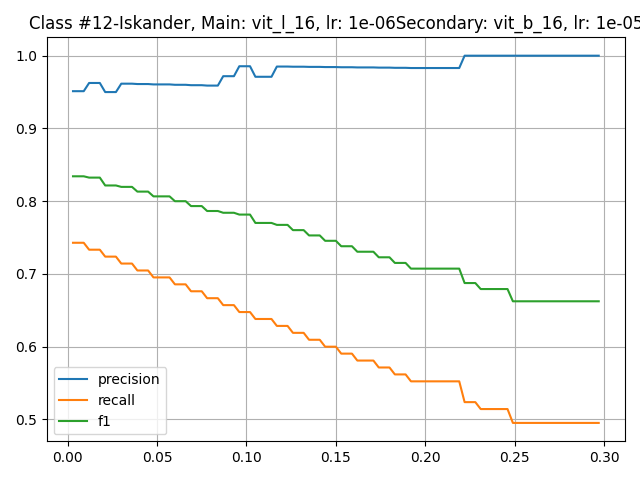 Class #12-Iskander, Main: vit_l_16, lr: 1e-06Secondary: vit_b_16, lr: 1e-05
1.0
0.9
0.8
0.7
0.6
0.5
precision
recall
f1
0.00 0.05 0.10 0.15 0.20 0.25 0.30